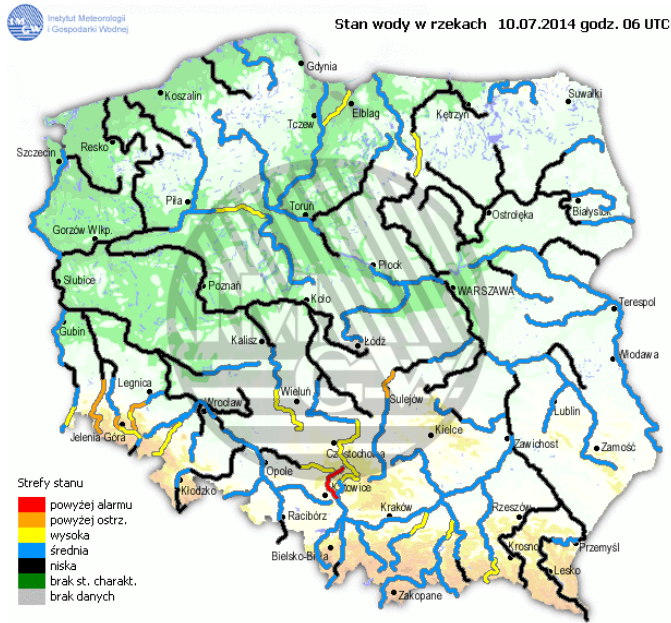 Instytut Meteorologii
i Gospodarki Wodnej
Stan wody w rzekach 10.07.2014 godz. 06 UTC
Gdynia
Koszalin
Suwałki
Elbląg
Kętrzyn
Tczew
Resko
Szczecin
Piła
Toruń
Białystok
Ostrołęka
Gorzów Wlkp.
Płock
Słubice
Poznań
WARSZAWA
Koło
Terespol
Gubin
Kalisz
Łódź
Włodawa
Legnica
Wieluń
Sulejów
Wrocław
Lublin
Jelenia Góra
Kielce
Zawichost
Częstochowa
Zamość
Opole
Strefy stanu
Kłodzko
Katowice
powyżej alarmu
Kraków
Rzeszów
powyżej ostrz.
Racibórz
wysoka
Przemyśl
średnia
Bielsko-Biała
Krosno
niska
Lesko
brak st. charakt.
Zakopane
brak danych